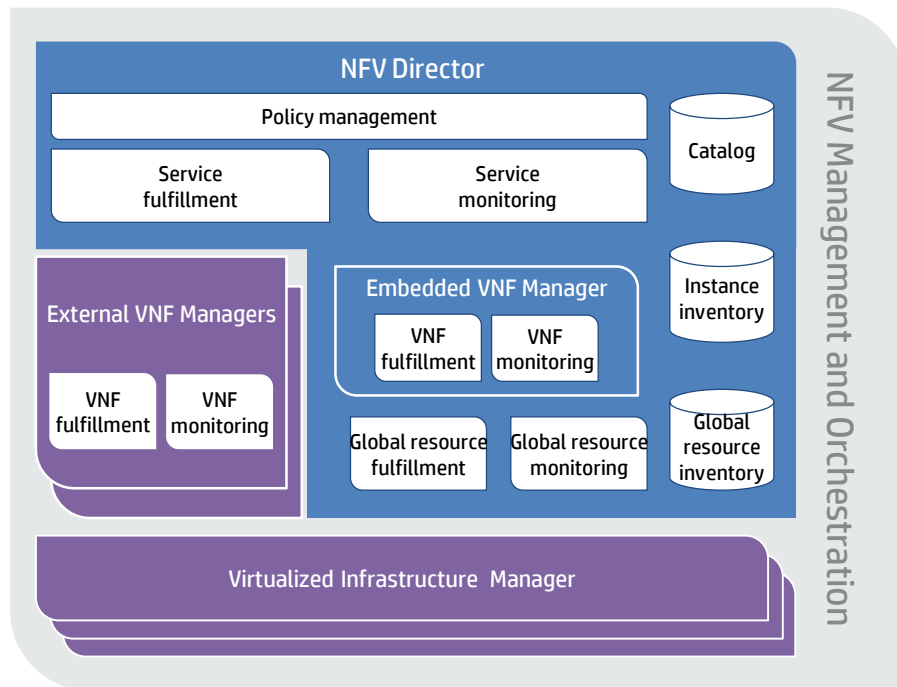 NFV Director
Policy management
Service
fulfillment
Service
monitoring
Catalog
External VNF Managers
VNF
fulfillment
VNF
monitoring
Embedded VNF Manager
VNF
fulfillment
VNF
monitoring
Instance
inventory
Global resource
fulfillment
Global resource
monitoring
Global
resource
inventory
Virtualized Infrastructure Manager
NFV Management and Orchestration